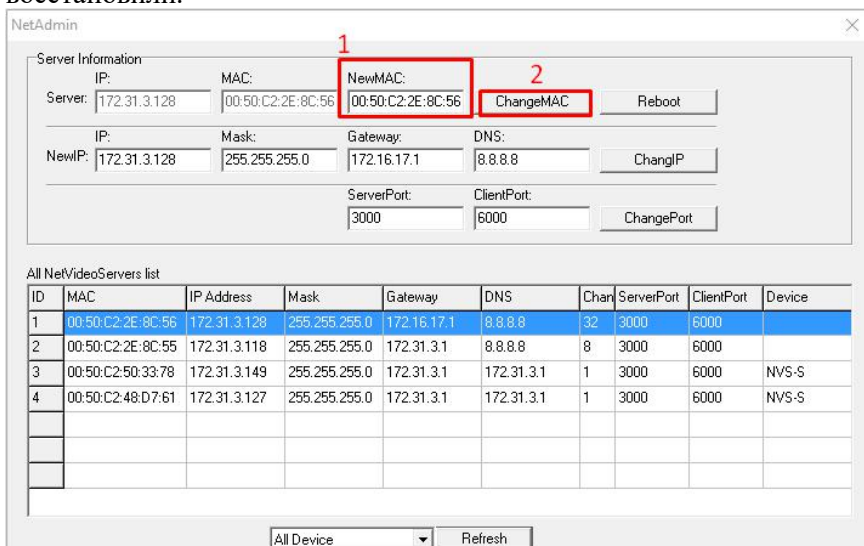 восстановили.
NetAdmin
1
Server Information
IP: MAC: NewMAC: 2
Server: 172.31.3.128 00:50:C2:2E:8C:56 00:50:C2:2E:8C:56 ChangeMAC Reboot
IP: Mask: Gateway: DNS:
NewIP: 172.31.3.128 255.255.255.0 172.16.17.1 8.8.8.8 ChangIP
ServerPort: ClientPort:
3000 6000 ChangePort
All NetVideoServers list
ID MAC IP Address Mask Gateway DNS Chan ServerPort ClientPort Device
1 00:50:C2:2E:8C:56 172.31.3.128 255.255.255.0 172.16.17.1 8.8.8.8 32 3000 6000
2 00:50:C2:2E:8C:55 172.31.3.118 255.255.255.0 172.31.3.1 8.8.8.8 8 3000 6000
3 00:50:C2:50:33:78 172.31.3.149 255.255.255.0 172.31.3.1 172.31.3.1 1 3000 6000 NVS-S
4 00:50:C2:48:D7:61 172.31.3.127 255.255.255.0 172.31.3.1 172.31.3.1 1 3000 6000 NVS-S
All Device Refresh